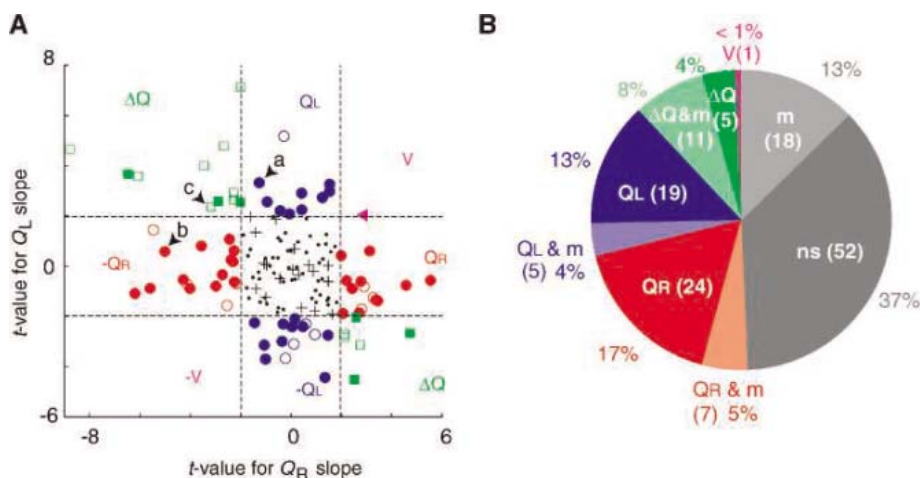 A
8
ΔQ
QL
a
V
c
b
-QR
QR
0
-V
-QL
ΔQ
-6
-8
0
6
t-value for QL slope
t-value for QR slope
B
< 1%
V(1)
4%
13%
8%
ΔQ
(5)
ΔQ & m
(11)
m
(18)
13%
QL (19)
ns (52)
QL & m
(5) 4%
QR (24)
37%
17%
QR & m
(7) 5%